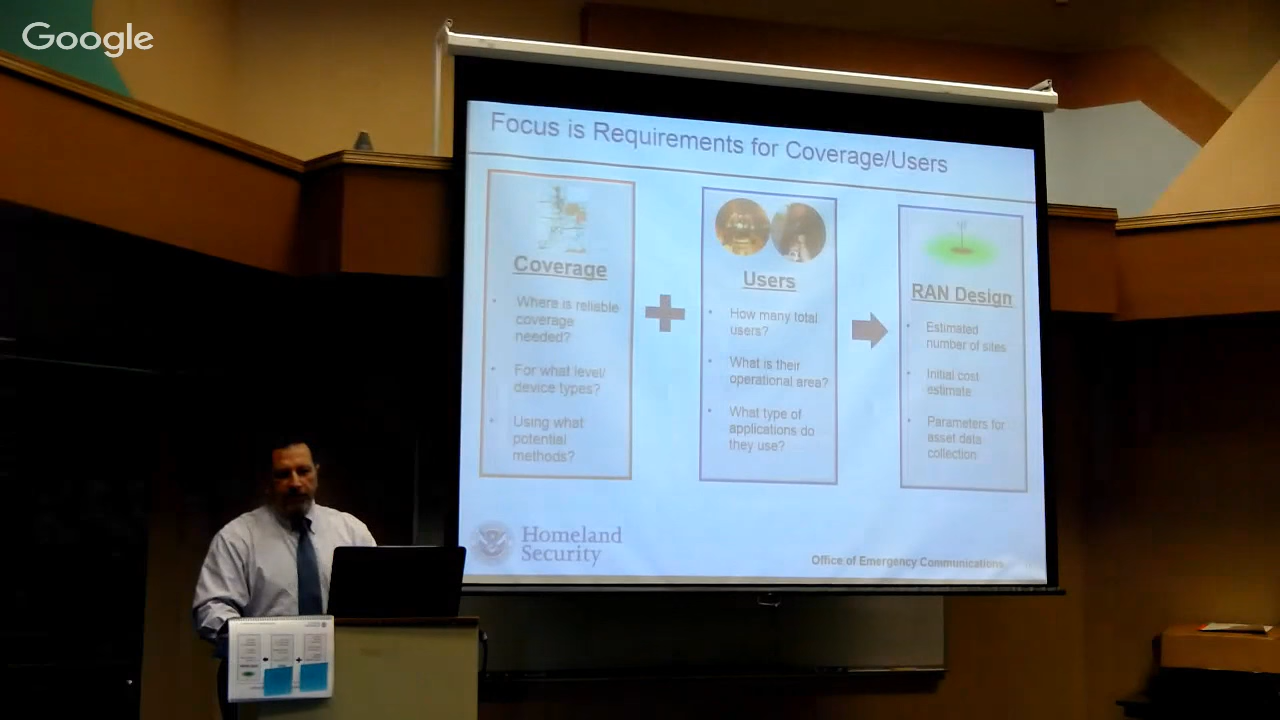 Google
Focus is Requirements for Coverage/Users
Coverage
• Where is reliable
coverage
needed?
• For what level/
device types?
• Using what
potential
methods?
Users
• How many total
users?
• What is their
operational area?
• What type of
applications do
they use?
RAN Design
• Estimated
number of sites
• Initial cost
estimate
• Parameters for
asset data
collection
Homeland
Security
Office of Emergency Communications